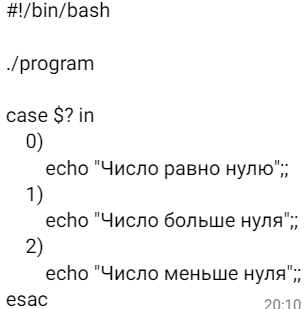 #!/bin/bash
./program
case $? in
0)
echo "Число равно нулю";;
1)
echo "Число больше нуля";;
2)
echo "Число меньше нуля";;
esac
20:10